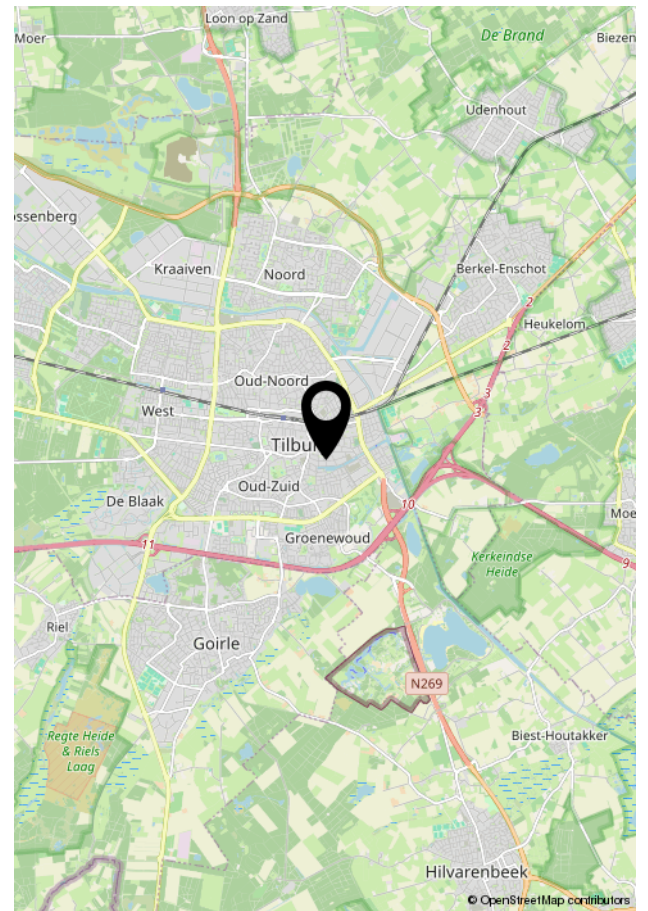 Loon op Zand
Moer
De Brand
Biezen
Udenhout
ossenberg
Kraaiven
Noord
Berkel-Enschot
2
Heukelom
2
Oud-Noord
3
West
3
Tilbu
Oud-Zuid
De Blaak
10
Moe
Groenewoud
11
Kerkeindse
Heide
9
Riel
Goirle
N269
Regte Heide
& Riels
Laag
Biest-Houtakker
Hilvarenbeek
© OpenStreetMap contributors